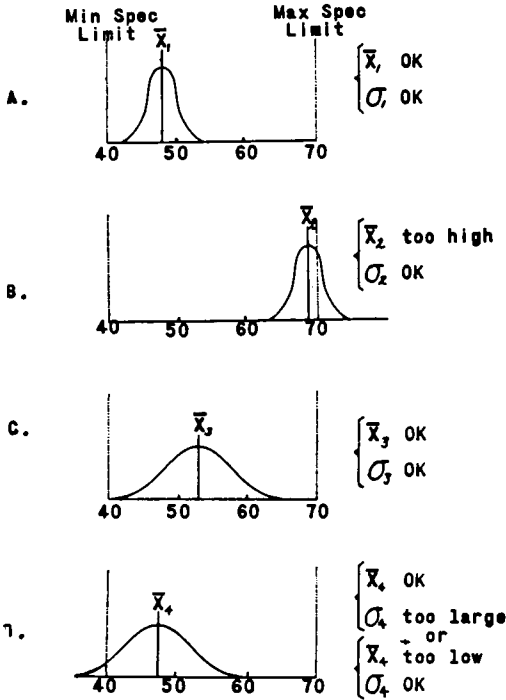 Min Spec Limit
Max Spec Limit
X̄₁
A.
X̄₁ OK
σ₁ OK
40 50 60 70
X̄₂
B.
X̄₂ too high
σ₂ OK
40 50 60 70
X̄₃
C.
X̄₃ OK
σ₃ OK
40 50 60 70
X̄₄
X̄₄ OK
σ₄ too large
or
X̄₄ too low
σ₄ OK
40 50 60 70